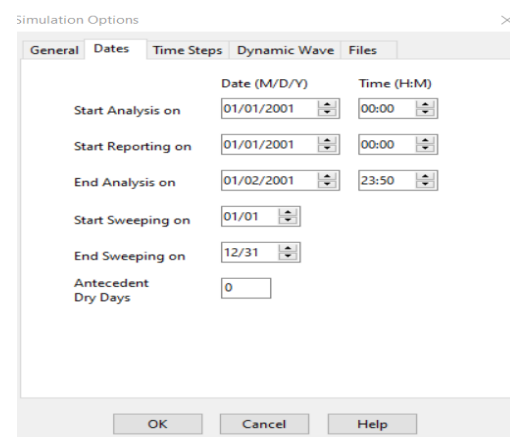 Simulation Options
General Dates Time Steps Dynamic Wave Files
Date (M/D/Y) Time (H:M)
Start Analysis on 01/01/2001 00:00
Start Reporting on 01/01/2001 00:00
End Analysis on 01/02/2001 23:50
Start Sweeping on 01/01
End Sweeping on 12/31
Antecedent
Dry Days 0
OK Cancel Help